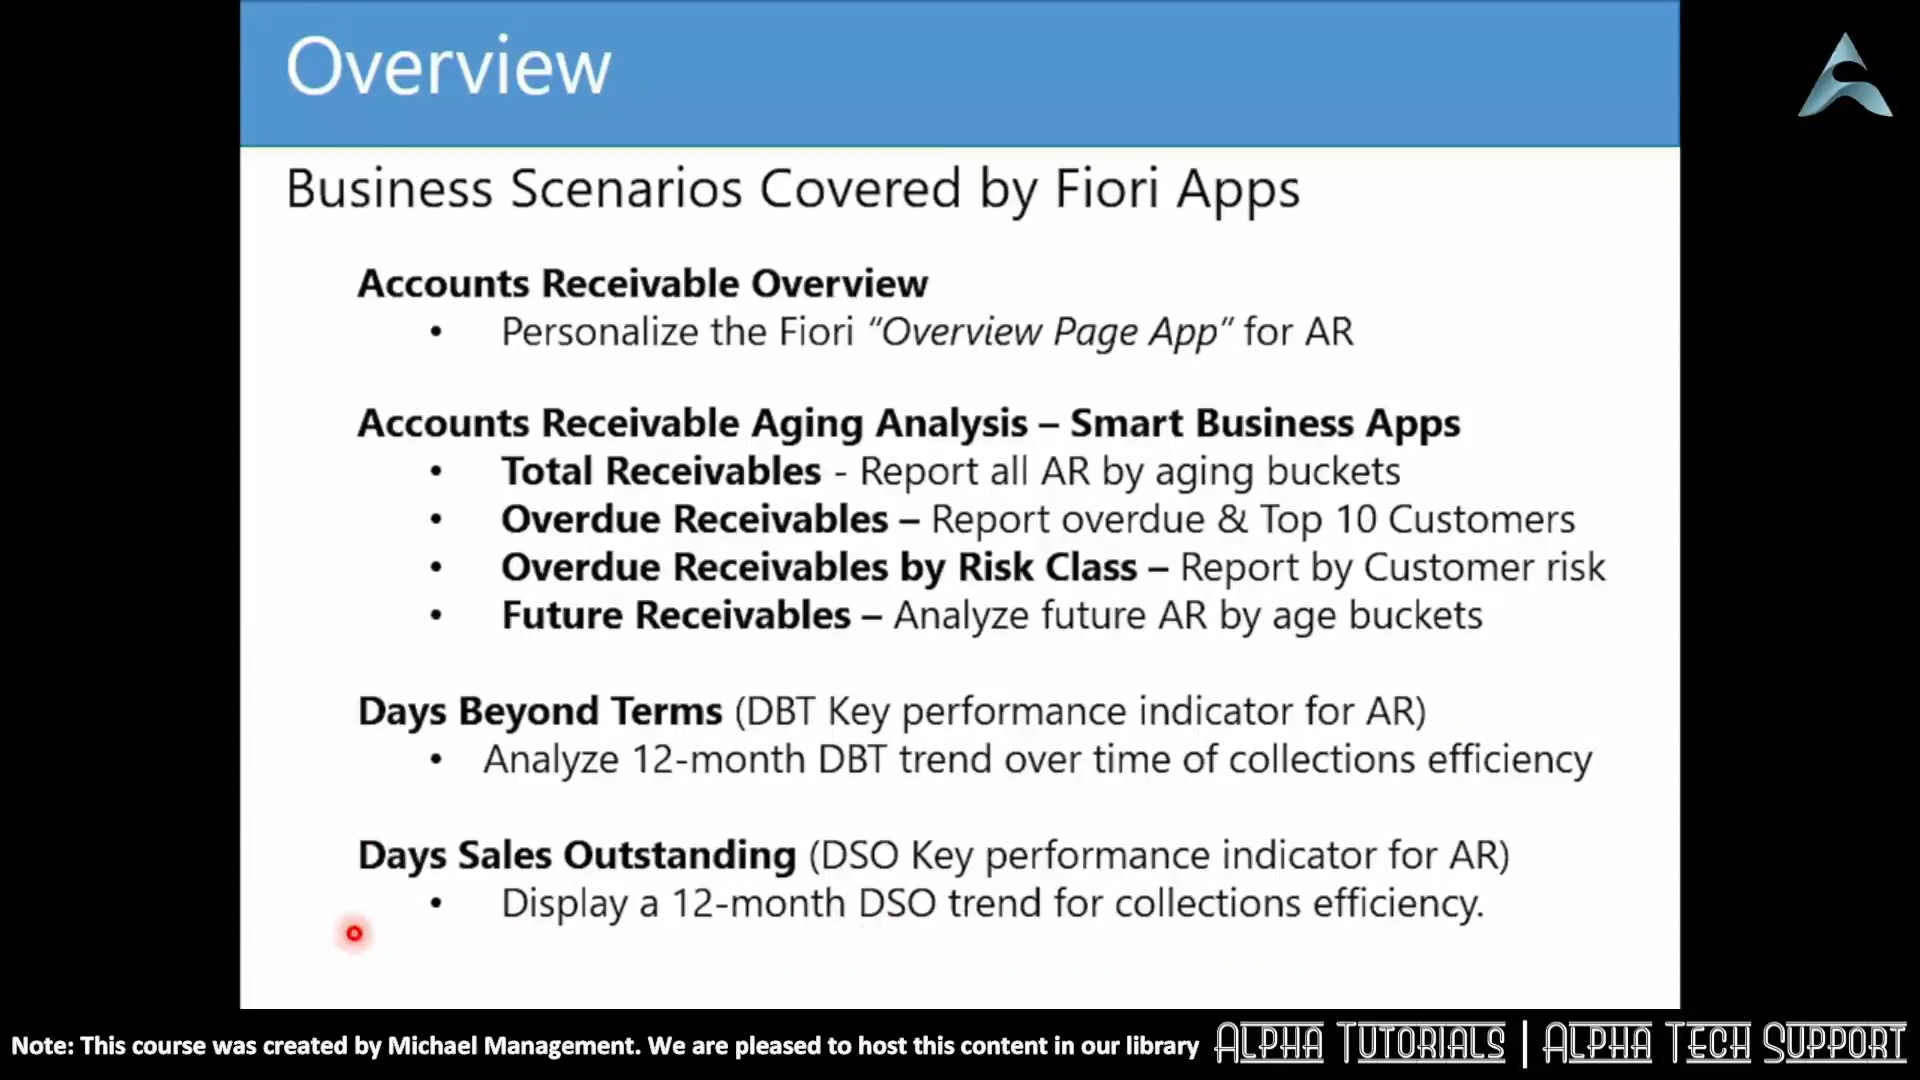 Overview
Business Scenarios Covered by Fiori Apps
Accounts Receivable Overview
• Personalize the Fiori “Overview Page App” for AR
Accounts Receivable Aging Analysis – Smart Business Apps
• Total Receivables - Report all AR by aging buckets
• Overdue Receivables – Report overdue & Top 10 Customers
• Overdue Receivables by Risk Class – Report by Customer risk
• Future Receivables – Analyze future AR by age buckets
Days Beyond Terms (DBT Key performance indicator for AR)
• Analyze 12-month DBT trend over time of collections efficiency
Days Sales Outstanding (DSO Key performance indicator for AR)
• Display a 12-month DSO trend for collections efficiency.
Note: This course was created by Michael Management. We are pleased to host this content in our library Alpha Tutorials | Alpha Tech Support